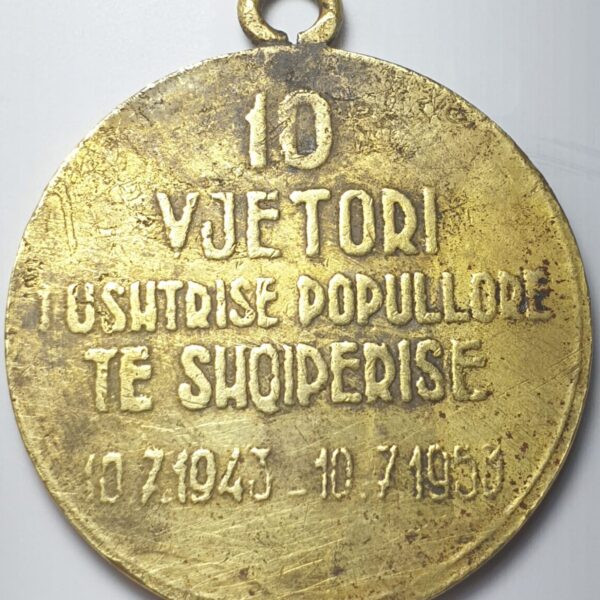 10
VJETORI
I USHTRISE POPULLORE
TE SHQIPERISE
10.7.1943 - 10.7.1953